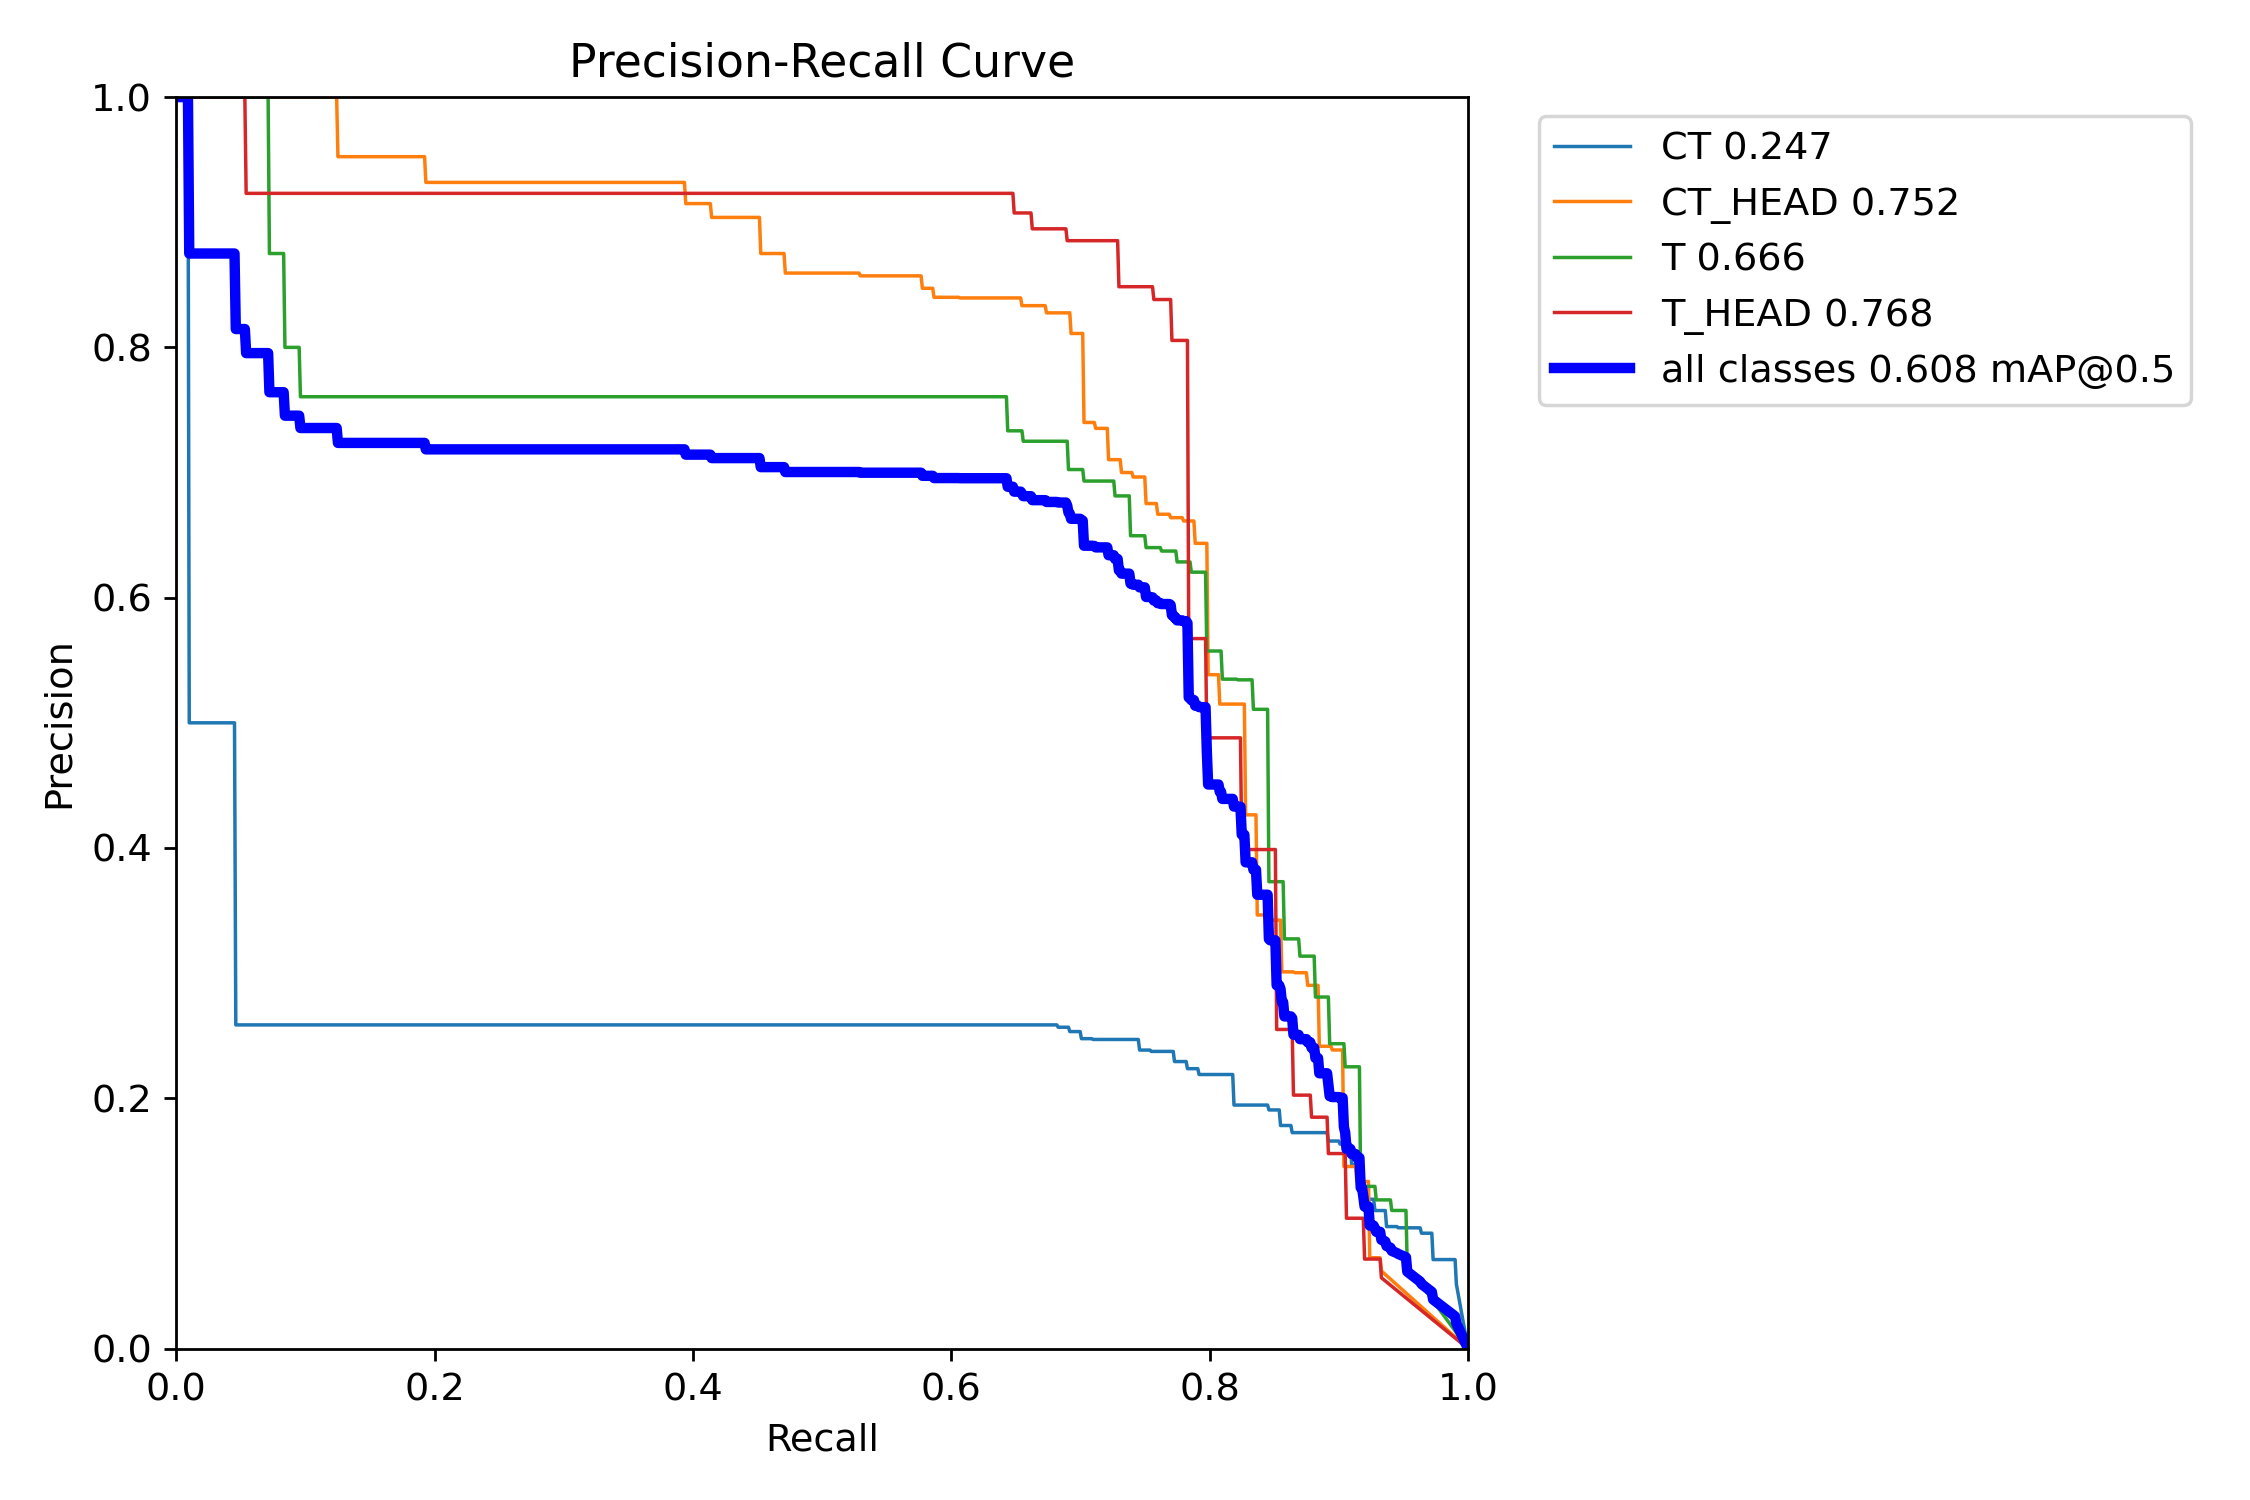 Precision-Recall Curve
1.0
0.8
0.6
0.4
0.2
0.0
Precision
0.0 0.2 0.4 0.6 0.8 1.0
Recall
CT 0.247
CT_HEAD 0.752
T 0.666
T_HEAD 0.768
all classes 0.608 mAP@0.5